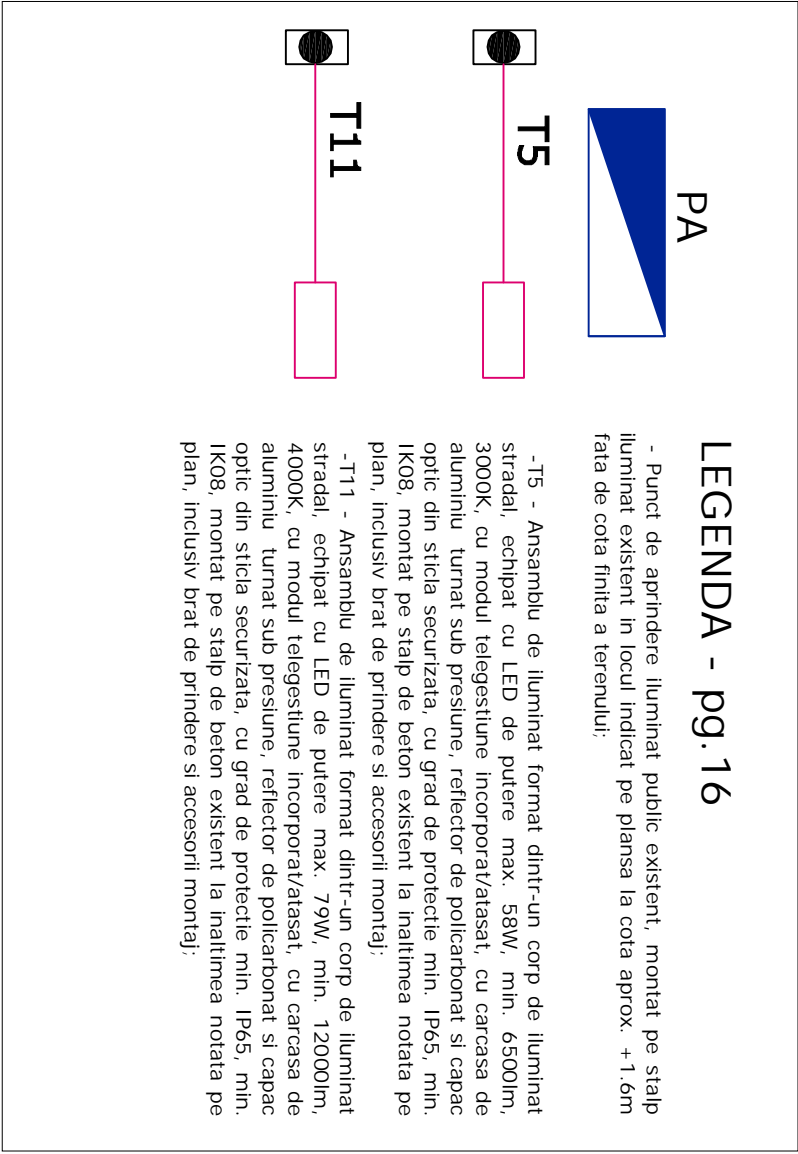 LEGENDA - pg.16
PA
- Punct de aprindere iluminat public existent, montat pe stalp
iluminat existent in locul indicat pe plansa la cota aprox. +1.6m
fata de cota finita a terenului;
T5
-T5 - Ansamblu de iluminat format dintr-un corp de iluminat
stradal, echipat cu LED de putere max. 58W, min. 6500lm,
3000K, cu modul telegestiune incorporat/atasat, cu carcasa de
aluminiu turnat sub presiune, reflector de policarbonat si capac
optic din sticla securizata, cu grad de protectie min. IP65, min.
IK08, montat pe stalp de beton existent la inaltimea notata pe
plan, inclusiv brat de prindere si accesorii montaj;
T11
-T11 - Ansamblu de iluminat format dintr-un corp de iluminat
stradal, echipat cu LED de putere max. 79W, min. 12000lm,
4000K, cu modul telegestiune incorporat/atasat, cu carcasa de
aluminiu turnat sub presiune, reflector de policarbonat si capac
optic din sticla securizata, cu grad de protectie min. IP65, min.
IK08, montat pe stalp de beton existent la inaltimea notata pe
plan, inclusiv brat de prindere si accesorii montaj;